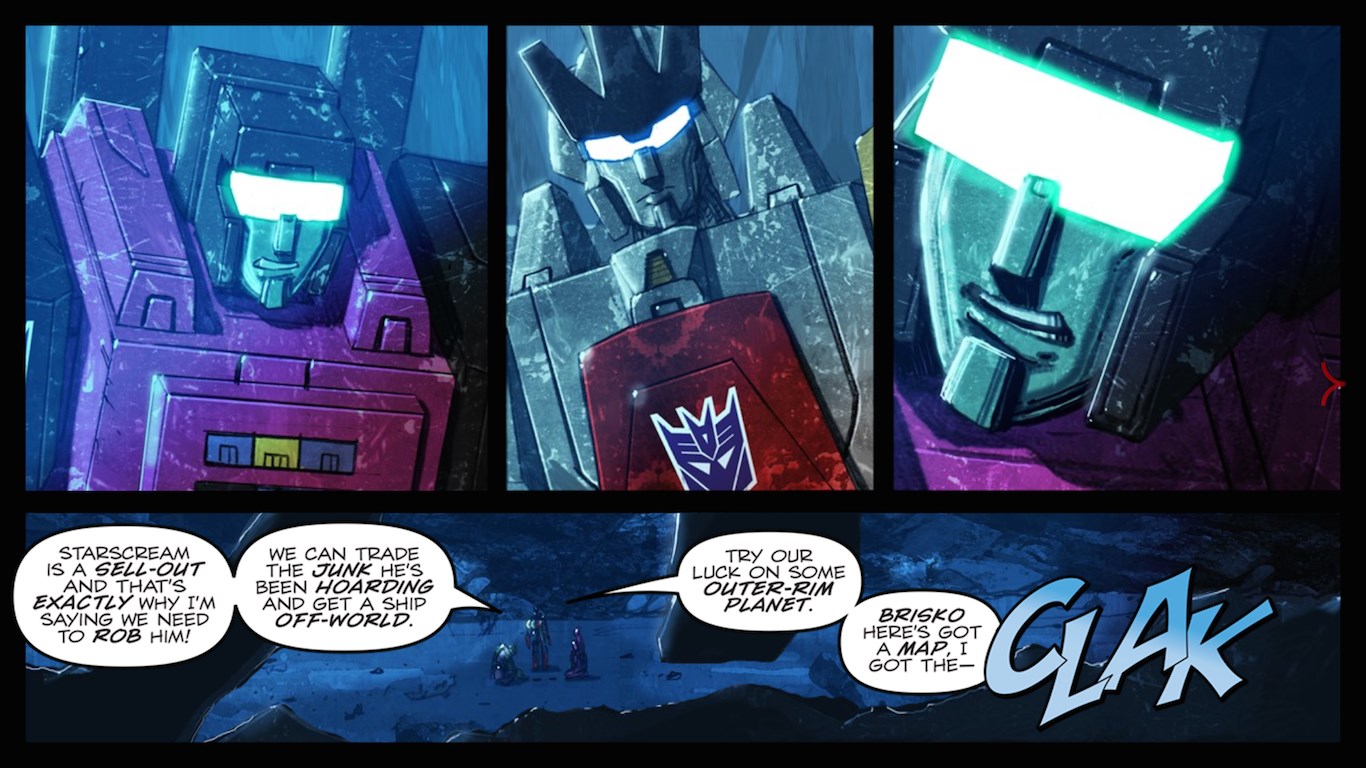 STARSCREAM
IS A SELL-OUT
AND THAT'S
EXACTLY WHY I'M
SAYING WE NEED
TO ROB HIM!
WE CAN TRADE
THE JUNK HE'S
BEEN HOARDING
AND GET A SHIP
OFF-WORLD.
TRY OUR
LUCK ON SOME
OUTER-RIM
PLANET.
BRISKO
HERE'S GOT
A MAP, I
GOT THE—
CLAK